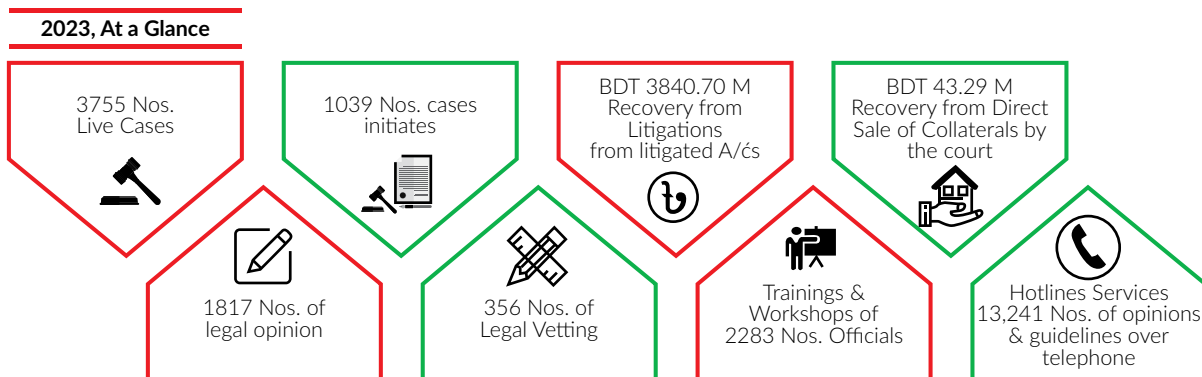 2023, At a Glance
3755 Nos.
Live Cases
1039 Nos. cases
initiates
BDT 3840.70 M
Recovery from
Litigations
from litigated A/ćs
BDT 43.29 M
Recovery from Direct
Sale of Collaterals by
the court
৳
1817 Nos. of
legal opinion
356 Nos. of
Legal Vetting
Trainings &
Workshops of
2283 Nos. Officials
Hotlines Services
13,241 Nos. of opinions
& guidelines over
telephone